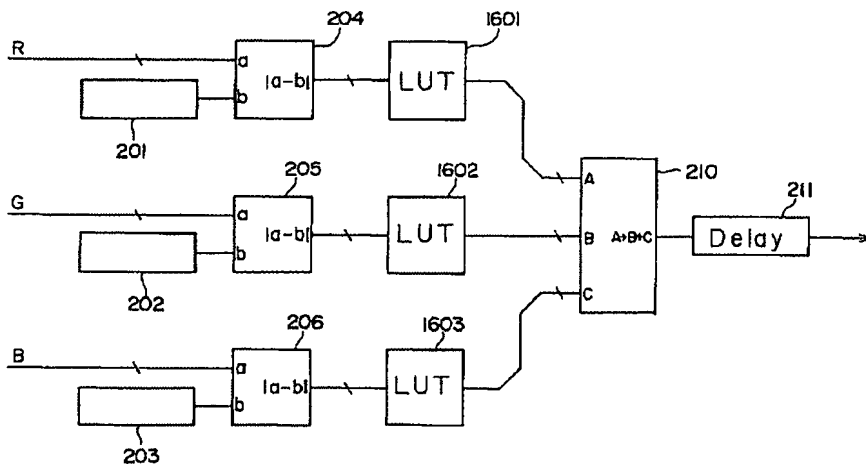 204
1601
R
a
|a-b|
LUT
b
201
210
205
1602
A
211
G
a
|a-b|
LUT
B
A+B+C
Delay
b
202
206
1603
C
B
a
|a-b|
LUT
b
203